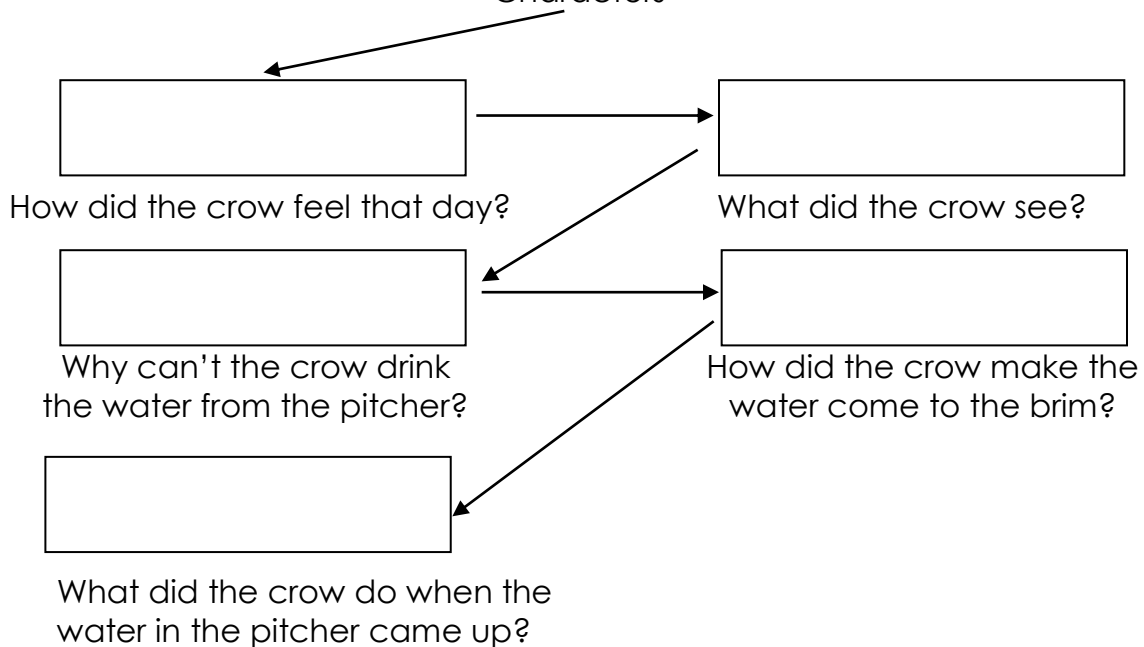 Characters
How did the crow feel that day?
What did the crow see?
Why can't the crow drink
the water from the pitcher?
How did the crow make the
water come to the brim?
What did the crow do when the
water in the pitcher came up?